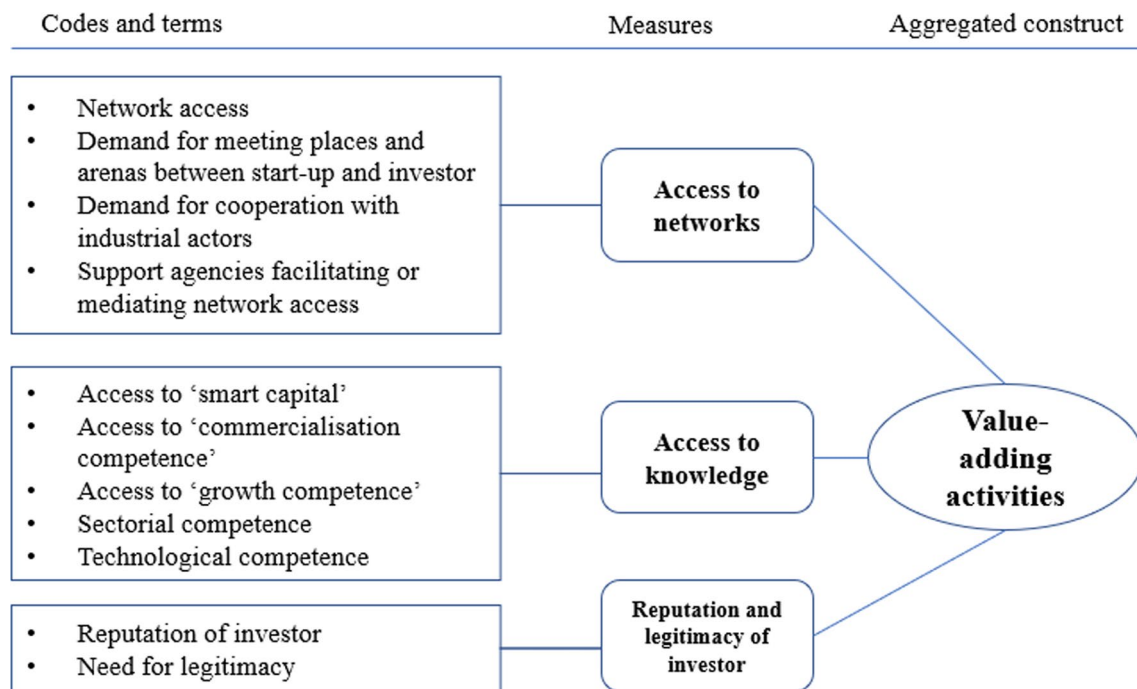 Codes and terms Measures Aggregated construct
• Network access
• Demand for meeting places and
arenas between start-up and investor
• Demand for cooperation with
industrial actors
• Support agencies facilitating or
mediating network access
Access to
networks
• Access to ‘smart capital’
• Access to ‘commercialisation
competence’
• Access to ‘growth competence’
• Sectorial competence
• Technological competence
Access to
knowledge
Value-
adding
activities
• Reputation of investor
• Need for legitimacy
Reputation and
legitimacy of
investor